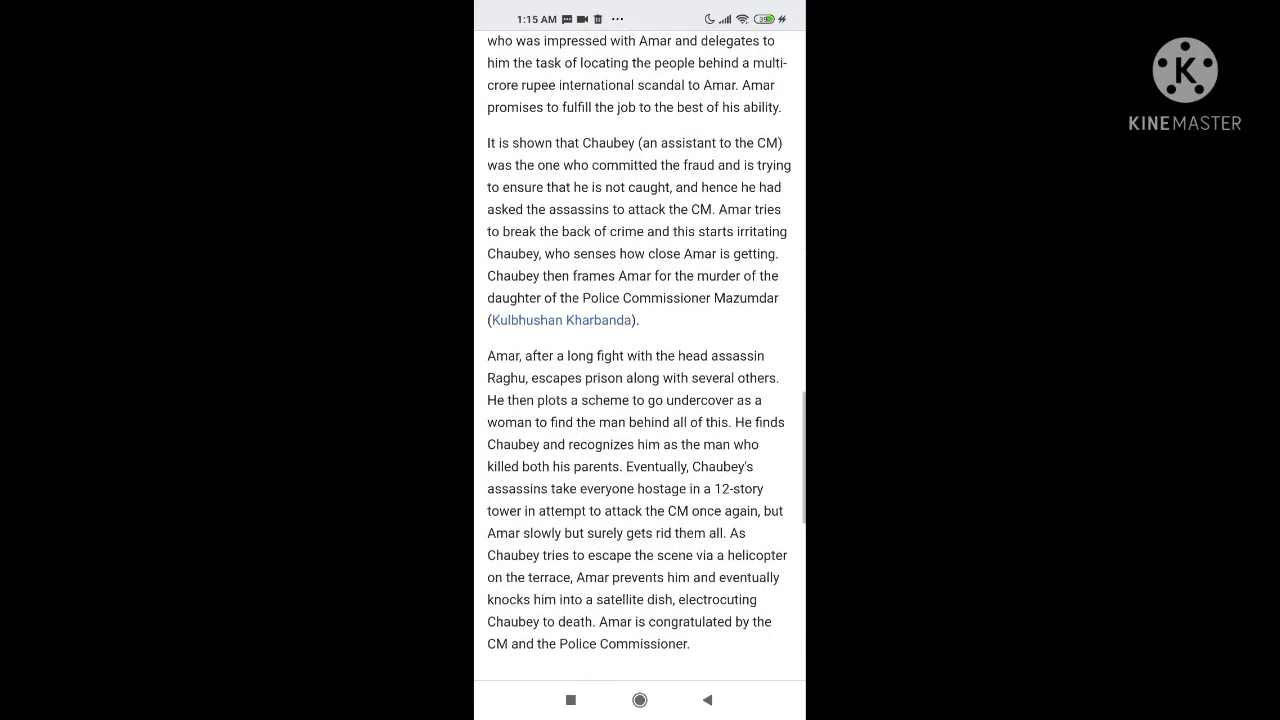 1:15 AM ...
39
K
KINEMASTER
who was impressed with Amar and delegates to
him the task of locating the people behind a multi-
crore rupee international scandal to Amar. Amar
promises to fulfill the job to the best of his ability.
It is shown that Chaubey (an assistant to the CM)
was the one who committed the fraud and is trying
to ensure that he is not caught, and hence he had
asked the assassins to attack the CM. Amar tries
to break the back of crime and this starts irritating
Chaubey, who senses how close Amar is getting.
Chaubey then frames Amar for the murder of the
daughter of the Police Commissioner Mazumdar
(Kulbhushan Kharbanda).
Amar, after a long fight with the head assassin
Raghu, escapes prison along with several others.
He then plots a scheme to go undercover as a
woman to find the man behind all of this. He finds
Chaubey and recognizes him as the man who
killed both his parents. Eventually, Chaubey's
assassins take everyone hostage in a 12-story
tower in attempt to attack the CM once again, but
Amar slowly but surely gets rid them all. As
Chaubey tries to escape the scene via a helicopter
on the terrace, Amar prevents him and eventually
knocks him into a satellite dish, electrocuting
Chaubey to death. Amar is congratulated by the
CM and the Police Commissioner.